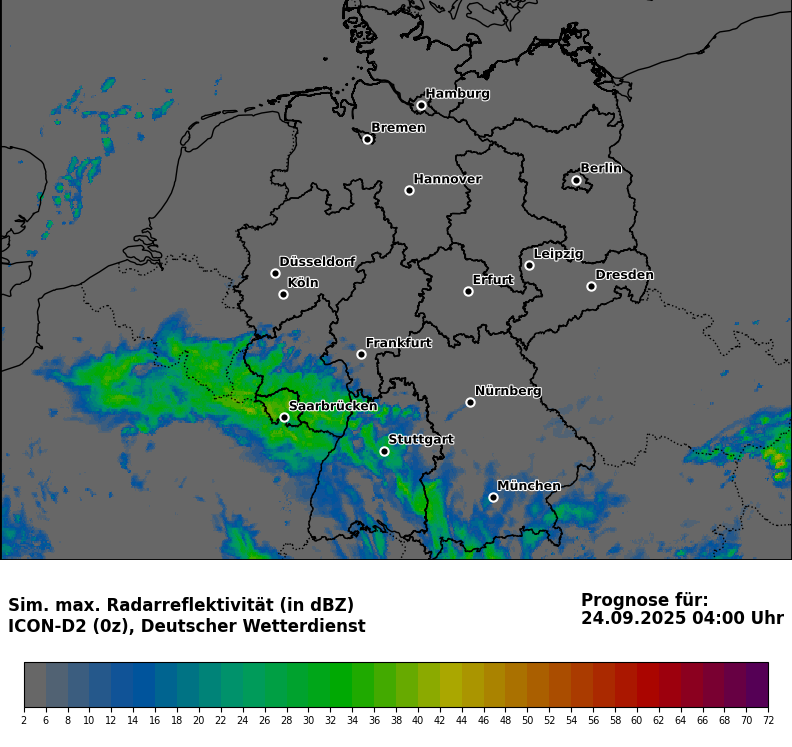 Hamburg
Bremen
Berlin
Hannover
Düsseldorf
Leipzig
Köln
Erfurt
Dresden
Frankfurt
Nürnberg
Saarbrücken
Stuttgart
München
Sim. max. Radarreflektivität (in dBZ)
ICON-D2 (0z), Deutscher Wetterdienst
Prognose für:
24.09.2025 04:00 Uhr
2 6 8 10 12 14 16 18 20 22 24 26 28 30 32 34 36 38 40 42 44 46 48 50 52 54 56 58 60 62 64 66 68 70 72